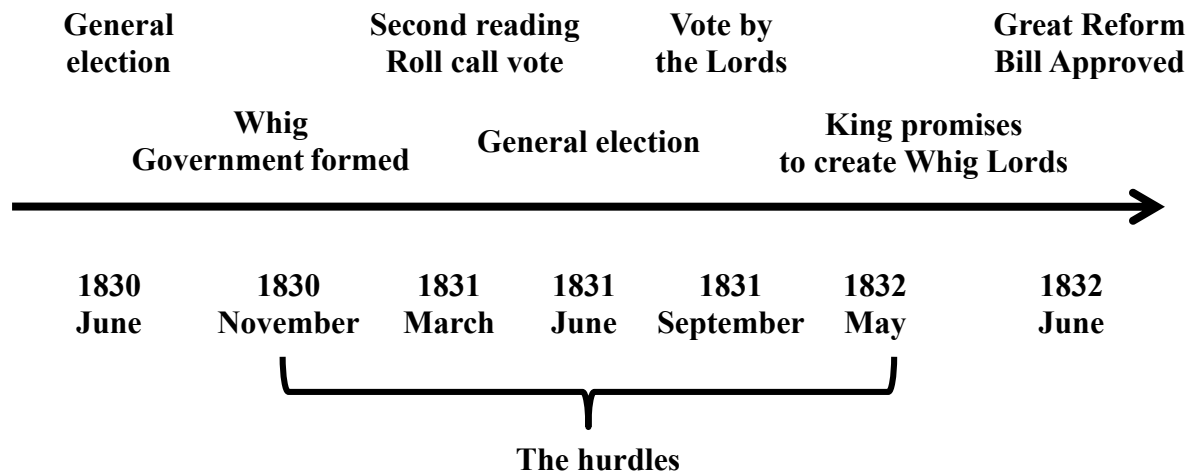 General election
Second reading Roll call vote
Vote by the Lords
Great Reform Bill Approved
Whig Government formed
General election
King promises to create Whig Lords
1830 June
1830 November
1831 March
1831 June
1831 September
1832 May
1832 June
The hurdles